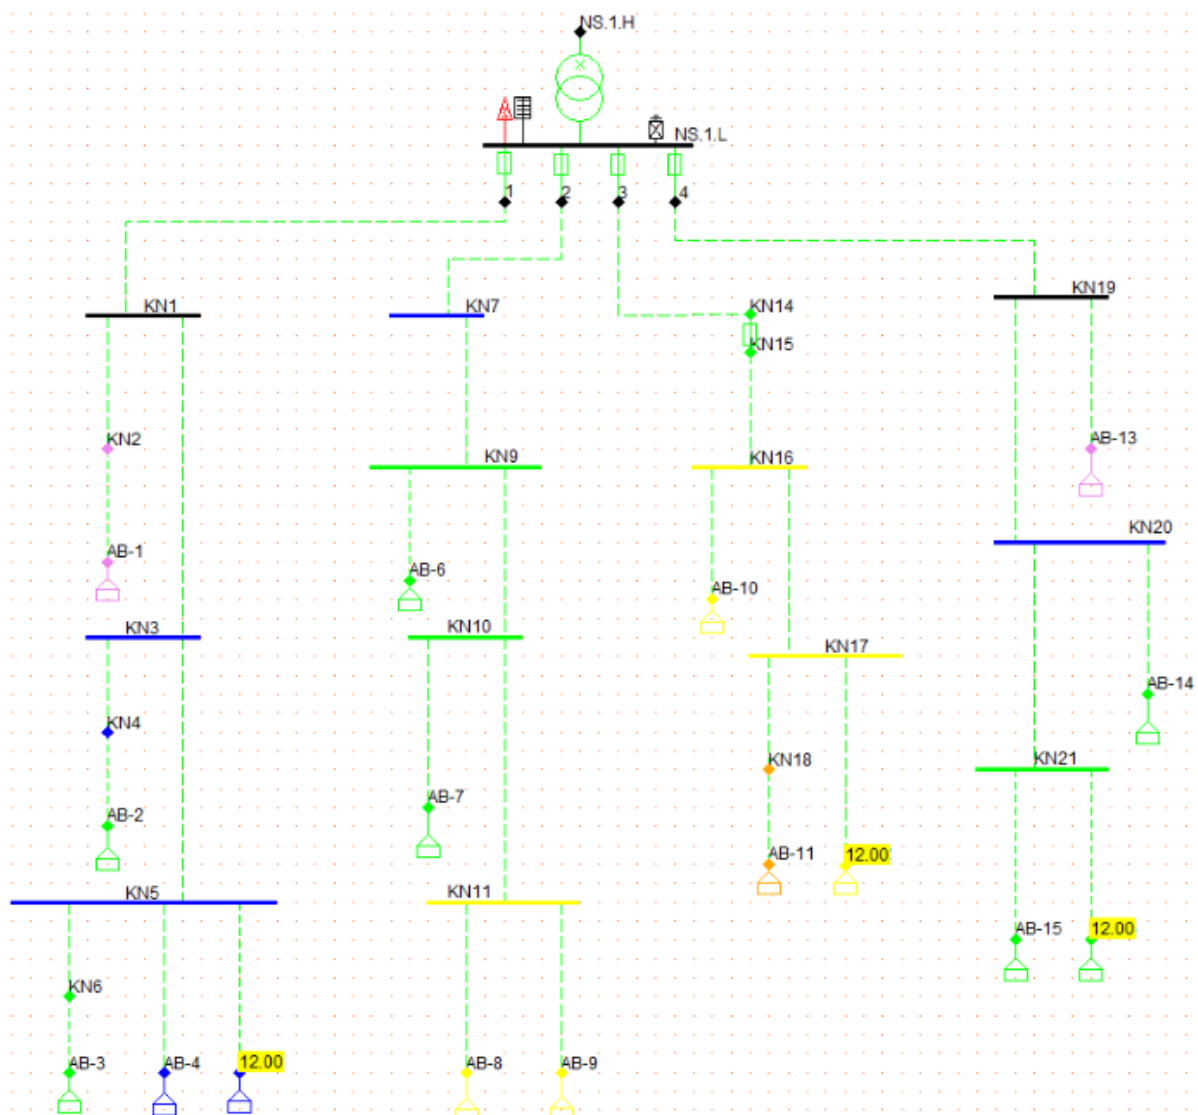 NS.1.H
NS.1.L
1
2
3
4
KN19
KN1
KN7
KN14
KN15
KN2
KN9
KN16
AB-13
KN20
AB-1
AB-6
AB-10
KN3
KN10
KN17
AB-14
KN4
KN18
KN21
AB-7
AB-2
AB-11
12.00
KN5
KN11
AB-15
12.00
KN6
AB-3
AB-4
12.00
AB-8
AB-9